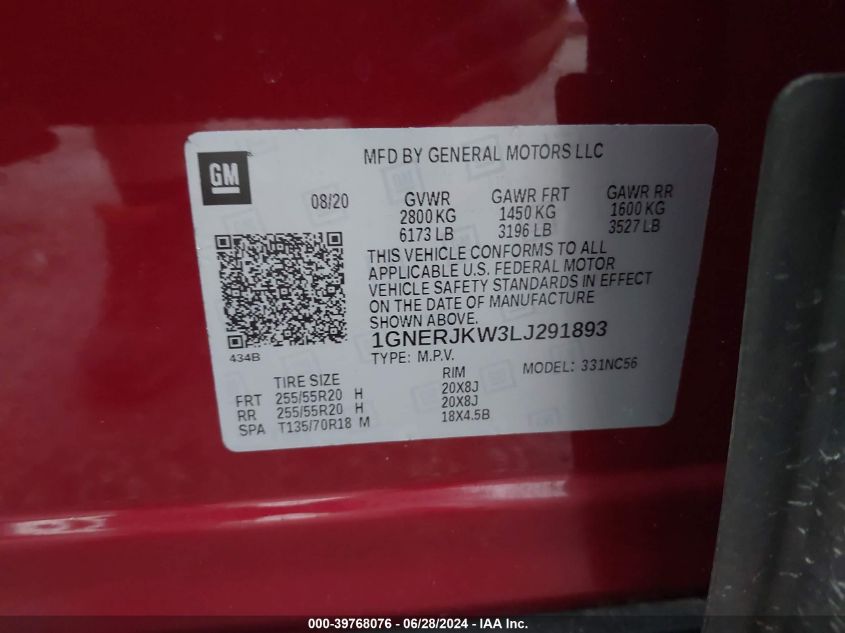 GM
MFD BY GENERAL MOTORS LLC
08/20 GVWR GAWR FRT GAWR RR
2800 KG 1450 KG 1600 KG
6173 LB 3196 LB 3527 LB
THIS VEHICLE CONFORMS TO ALL
APPLICABLE U.S. FEDERAL MOTOR
VEHICLE SAFETY STANDARDS IN EFFECT
ON THE DATE OF MANUFACTURE
SHOWN ABOVE.
434B
1GNERJKW3LJ291893
TYPE: M.P.V. MODEL: 331NC56
TIRE SIZE RIM
FRT 255/55R20 H 20X8J
RR 255/55R20 H 20X8J
SPA T135/70R18 M 18X4.5B
000-39768076 - 06/28/2024 - IAA Inc.